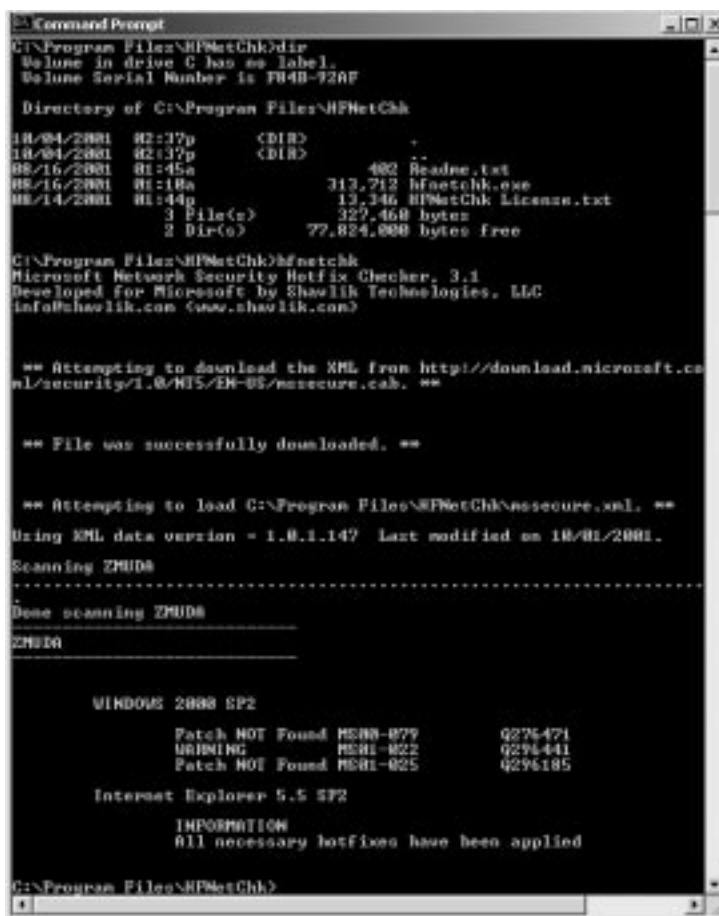 Command Prompt
C:\Program Files\HFNetChk>dir
Volume in drive C has no label.
Volume Serial Number is F84B-92AF
Directory of C:\Program Files\HFNetChk
10/04/2001 02:37p <DIR> .
10/04/2001 02:37p <DIR> ..
08/16/2001 01:45a 402 Readme.txt
08/16/2001 01:10a 313,712 hfnetchk.exe
08/14/2001 01:44p 13,346 HFNetChk License.txt
3 File(s) 327,460 bytes
2 Dir(s) 77,824,000 bytes free
C:\Program Files\HFNetChk>hfnetchk
Microsoft Network Security Hotfix Checker, 3.1
Developed for Microsoft by Shavlik Technologies, LLC
info@shavlik.com (www.shavlik.com)
** Attempting to download the XML from http://download.microsoft.co
ml/security/1.0/NT5/EN-US/mssecure.cab. **
** File was successfully downloaded. **
** Attempting to load C:\Program Files\HFNetChk\mssecure.xml. **
Using XML data version = 1.0.1.147 Last modified on 10/01/2001.
Scanning ZMUDA
.....................................................................
.
Done scanning ZMUDA
----------------------------
ZMUDA
----------------------------
WINDOWS 2000 SP2
Patch NOT Found MS00-079 Q276471
WARNING MS01-022 Q296441
Patch NOT Found MS01-025 Q296185
Internet Explorer 5.5 SP2
INFORMATION
All necessary hotfixes have been applied
C:\Program Files\HFNetChk>